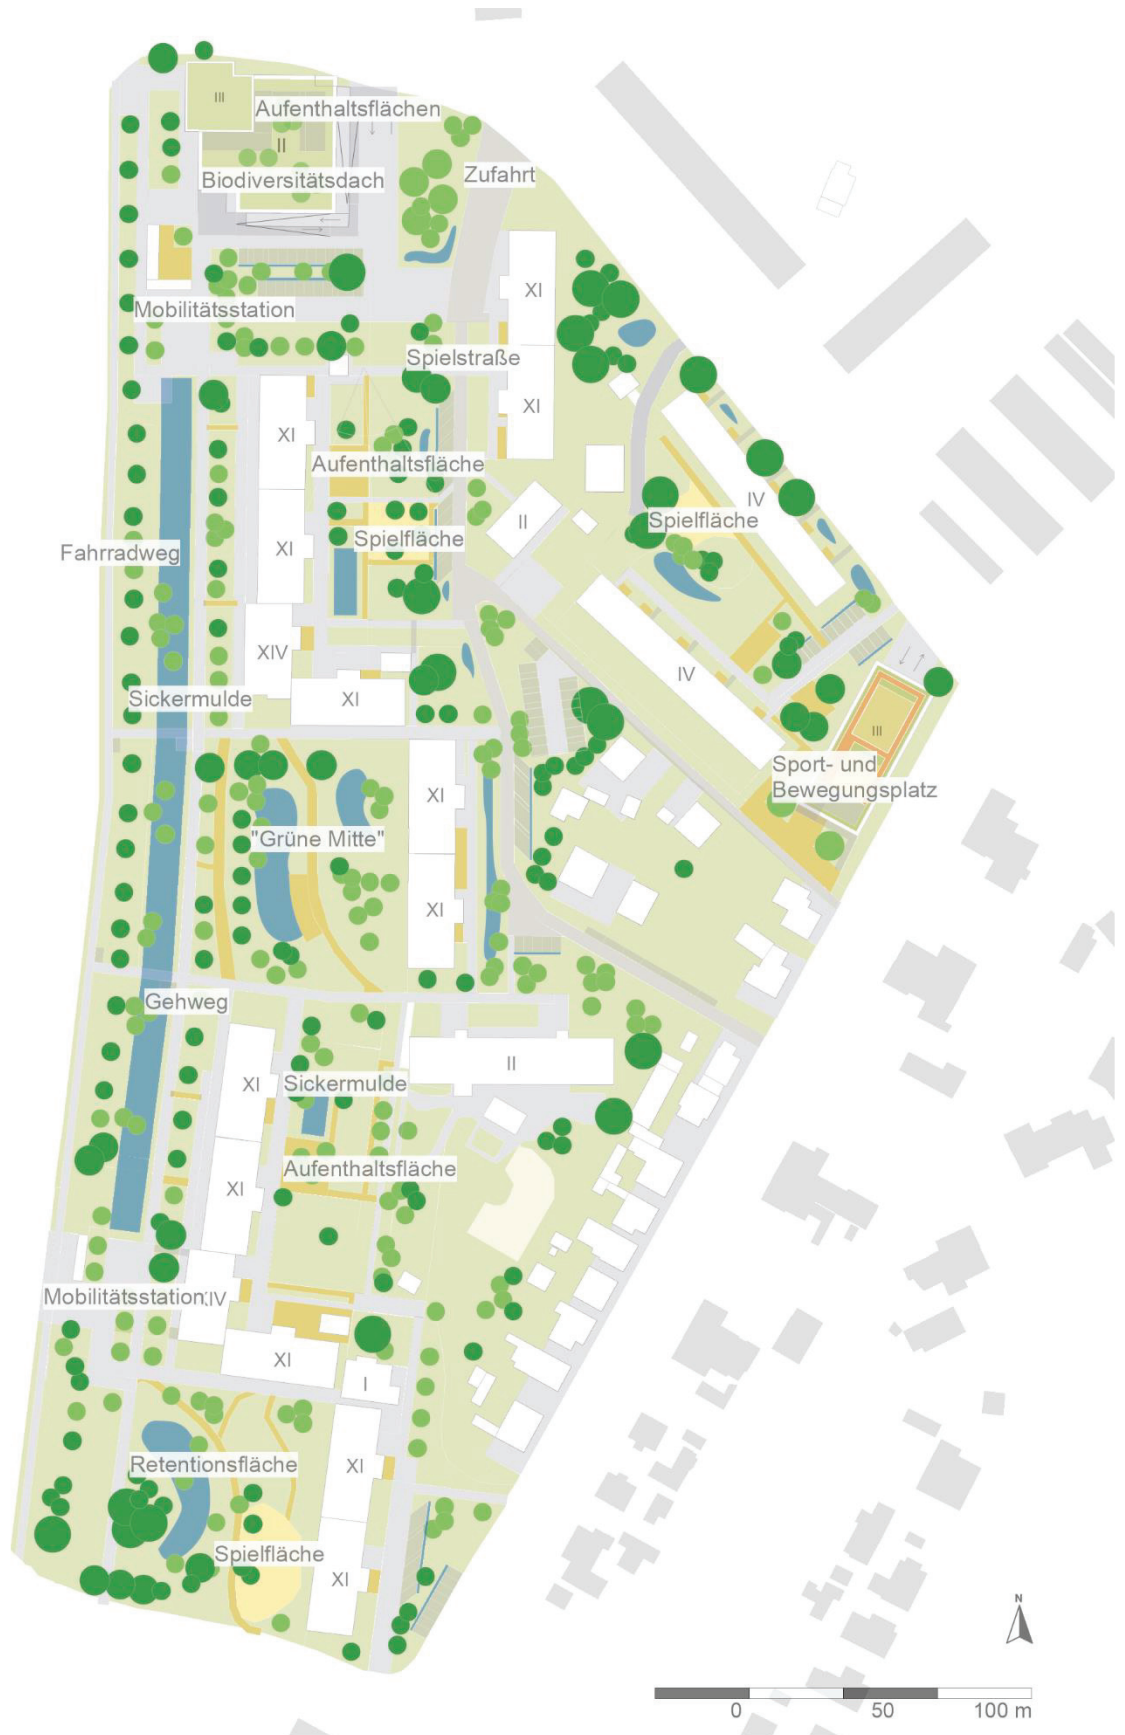 III
Aufenthaltsflächen
II
Zufahrt
Biodiversitätsdach
XI
Mobilitätsstation
Spielstraße
XI
XI
Aufenthaltsfläche
IV
II
Spielfläche
Spielfläche
XI
Fahrradweg
XIV
IV
Sickermulde
XI
III
Sport- und
Bewegungsplatz
XI
"Grüne Mitte"
XI
Gehweg
II
XI
Sickermulde
Aufenthaltsfläche
XI
Mobilitätsstation
XIV
XI
I
Retentionsfläche
XI
Spielfläche
XI
N
0 50 100 m